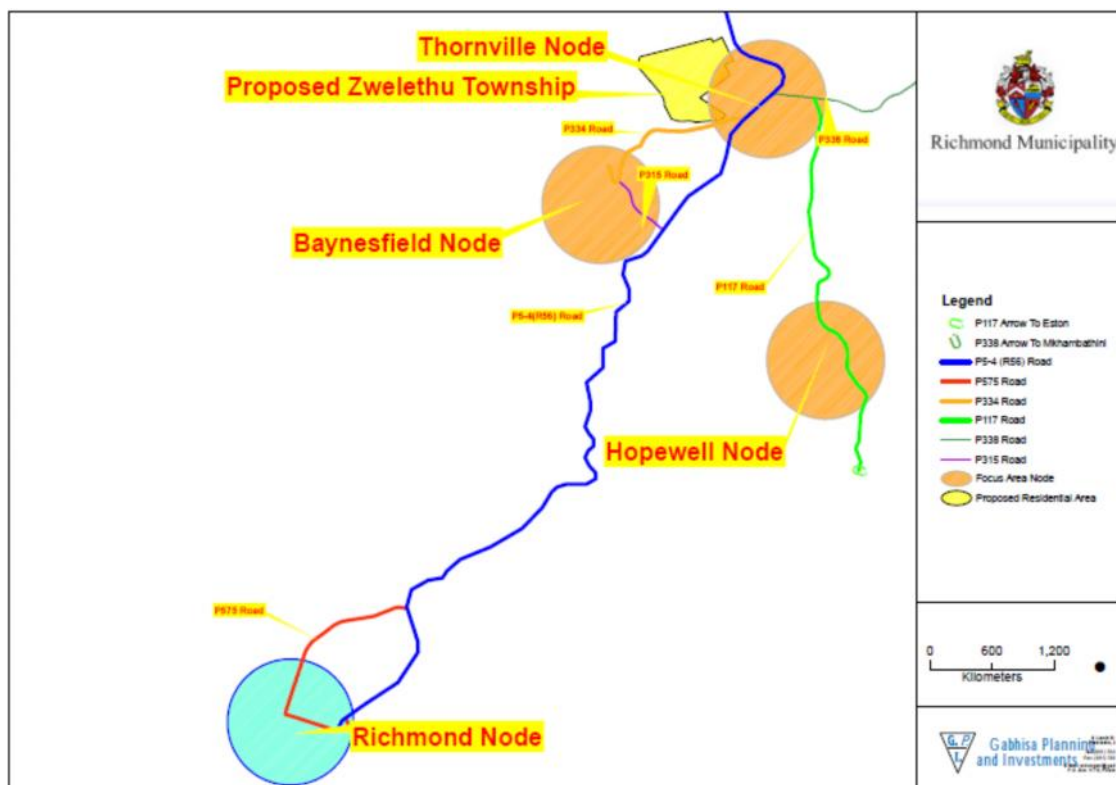 Thornville Node
Proposed Zwelethu Township
P334 Road
P338 Road
P315 Road
Baynesfield Node
P117 Road
P5-4(R56) Road
Hopewell Node
P575 Road
Richmond Node
Richmond Municipality
Legend
P117 Arrow To Eston
P338 Arrow To Mkhambathini
P5-4 (R56) Road
P575 Road
P334 Road
P117 Road
P338 Road
P315 Road
Focus Area Node
Proposed Residential Area
0 600 1,200
Kilometers
G. P
I.
Gabhisa Planning
and Investments